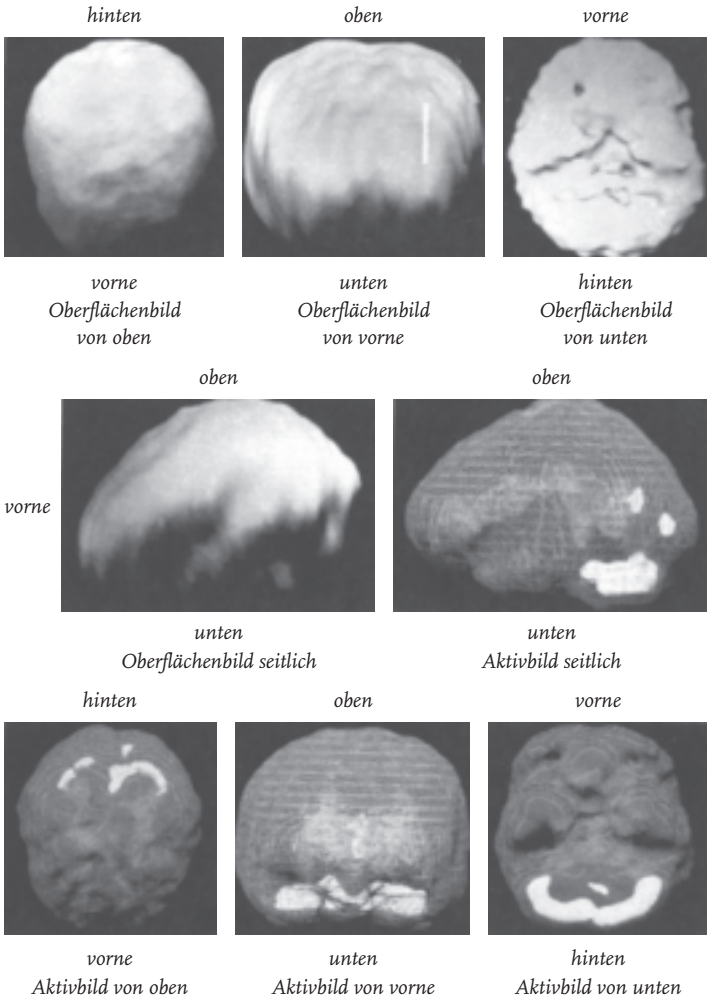 hinten
oben
vorne
vorne
Oberflächenbild
von oben
unten
Oberflächenbild
von vorne
hinten
Oberflächenbild
von unten
oben
oben
vorne
unten
Oberflächenbild seitlich
unten
Aktivbild seitlich
hinten
oben
vorne
vorne
Aktivbild von oben
unten
Aktivbild von vorne
hinten
Aktivbild von unten